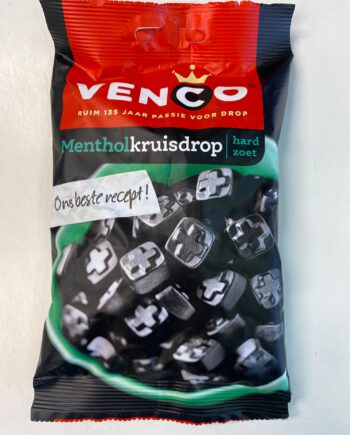 VENCO
RUIM 135 JAAR PASSIE VOOR DROP
Mentholkruisdrop
hard
zoet
Ons beste recept!